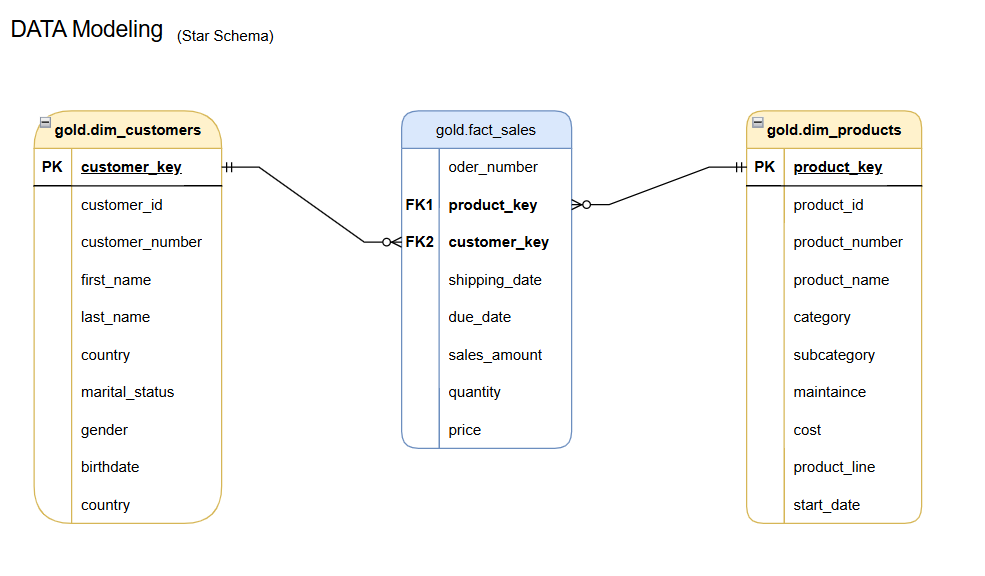 DATA Modeling (Star Schema)
gold.dim_customers
PK customer_key
customer_id
customer_number
first_name
last_name
country
marital_status
gender
birthdate
country
gold.fact_sales
oder_number
FK1 product_key
FK2 customer_key
shipping_date
due_date
sales_amount
quantity
price
gold.dim_products
PK product_key
product_id
product_number
product_name
category
subcategory
maintaince
cost
product_line
start_date